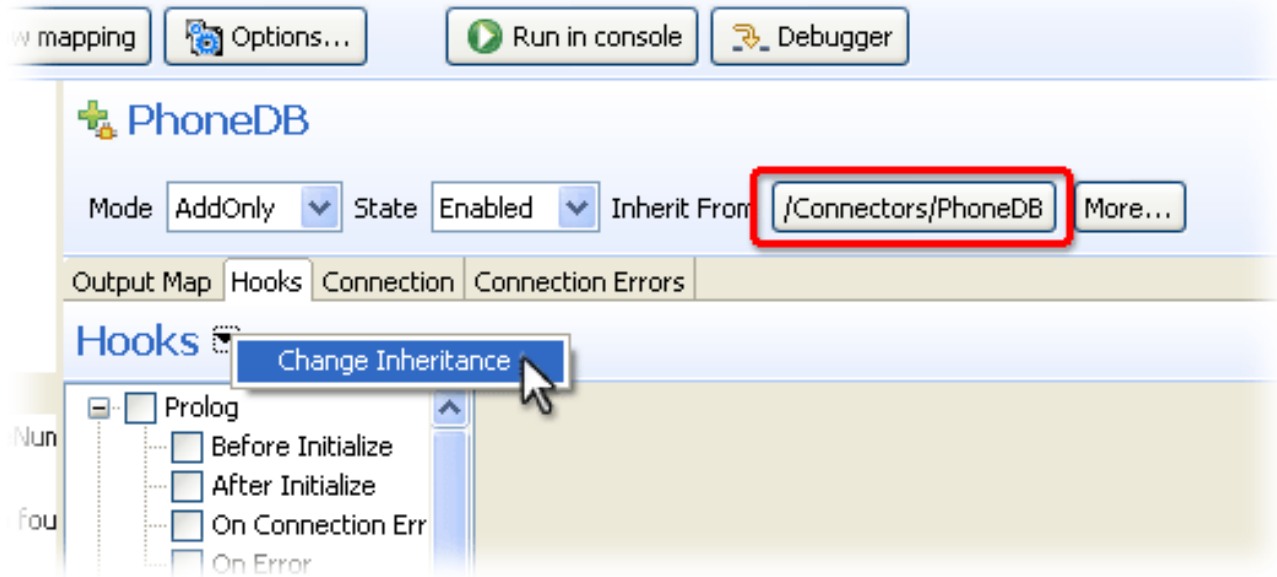 mapping Options... Run in console Debugger
PhoneDB
Mode AddOnly State Enabled Inherit From /Connectors/PhoneDB More...
Output Map Hooks Connection Connection Errors
Hooks
Change Inheritance
Prolog
Before Initialize
After Initialize
On Connection Err
On Error